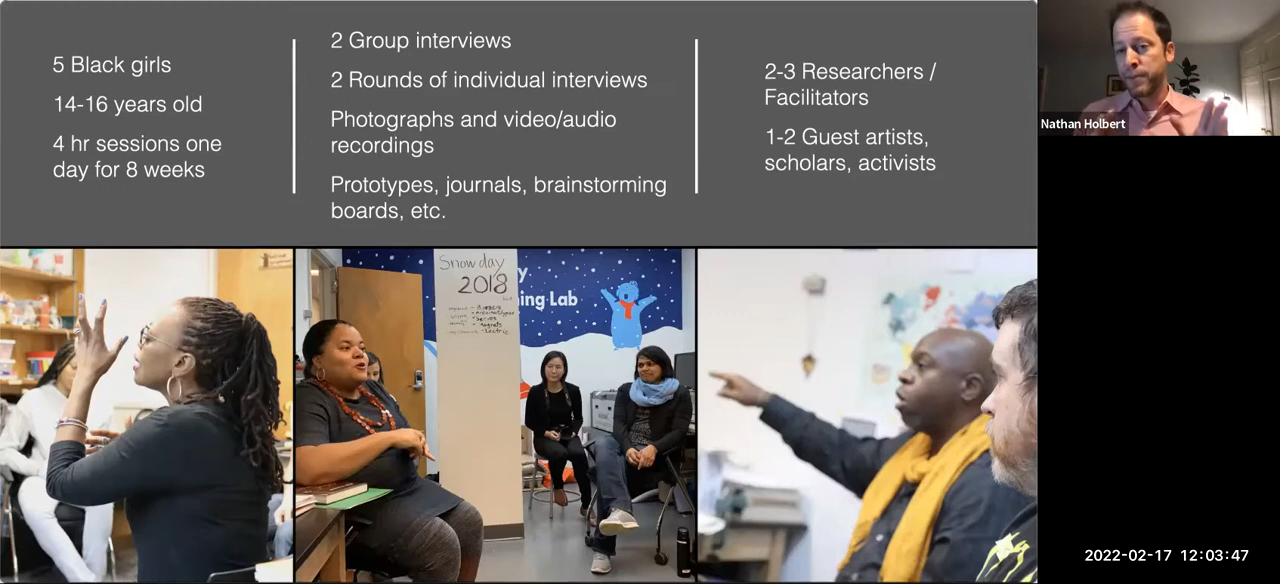 5 Black girls
14-16 years old
4 hr sessions one
day for 8 weeks
2 Group interviews
2 Rounds of individual interviews
Photographs and video/audio
recordings
Prototypes, journals, brainstorming
boards, etc.
2-3 Researchers /
Facilitators
1-2 Guest artists,
scholars, activists
Nathan Holbert
Snow day
2018
y
ing Lab
2022-02-17 12:03:47